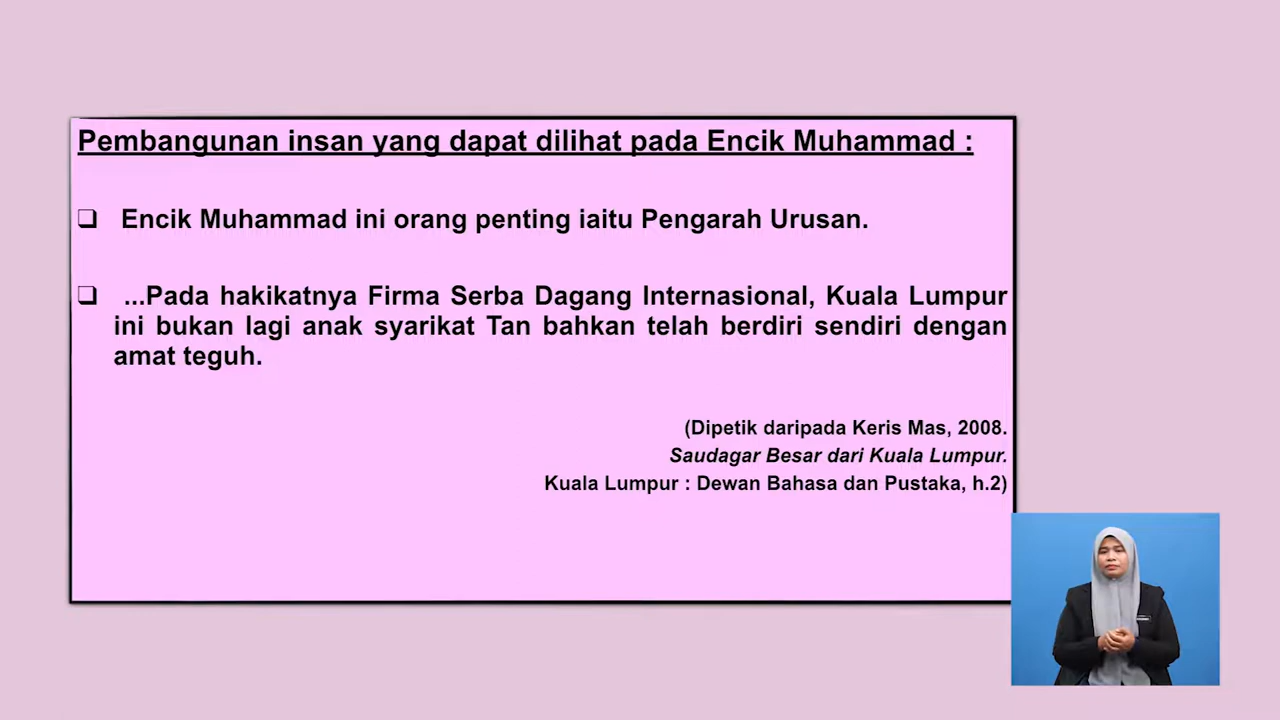 Pembangunan insan yang dapat dilihat pada Encik Muhammad :
❑ Encik Muhammad ini orang penting iaitu Pengarah Urusan.
❑ ...Pada hakikatnya Firma Serba Dagang Internasional, Kuala Lumpur
ini bukan lagi anak syarikat Tan bahkan telah berdiri sendiri dengan
amat teguh.
(Dipetik daripada Keris Mas, 2008.
Saudagar Besar dari Kuala Lumpur.
Kuala Lumpur : Dewan Bahasa dan Pustaka, h.2)